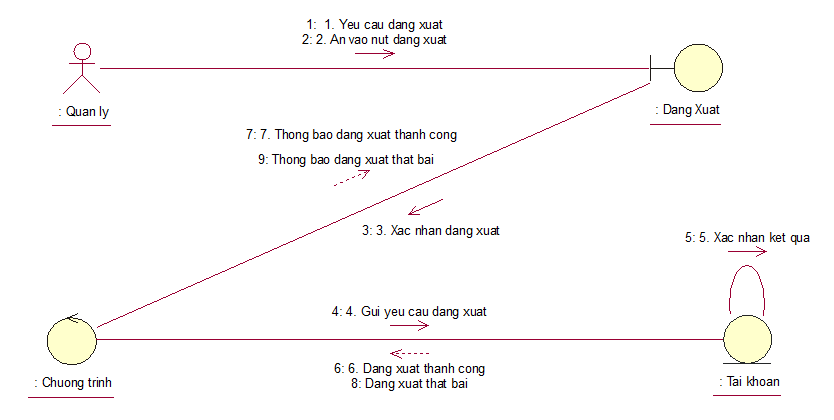 1: 1. Yeu cau dang xuat
2: 2. An vao nut dang xuat
: Quan ly
: Dang Xuat
7: 7. Thong bao dang xuat thanh cong
9: Thong bao dang xuat that bai
3: 3. Xac nhan dang xuat
5: 5. Xac nhan ket qua
4: 4. Gui yeu cau dang xuat
6: 6. Dang xuat thanh cong
8: Dang xuat that bai
: Chuong trinh
: Tai khoan